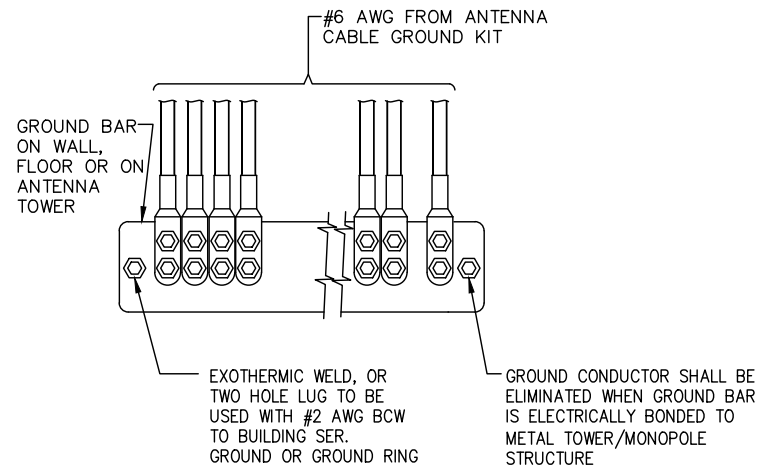 #6 AWG FROM ANTENNA
CABLE GROUND KIT
GROUND BAR
ON WALL,
FLOOR OR ON
ANTENNA
TOWER
EXOTHERMIC WELD, OR
TWO HOLE LUG TO BE
USED WITH #2 AWG BCW
TO BUILDING SER.
GROUND OR GROUND RING
GROUND CONDUCTOR SHALL BE
ELIMINATED WHEN GROUND BAR
IS ELECTRICALLY BONDED TO
METAL TOWER/MONOPOLE
STRUCTURE